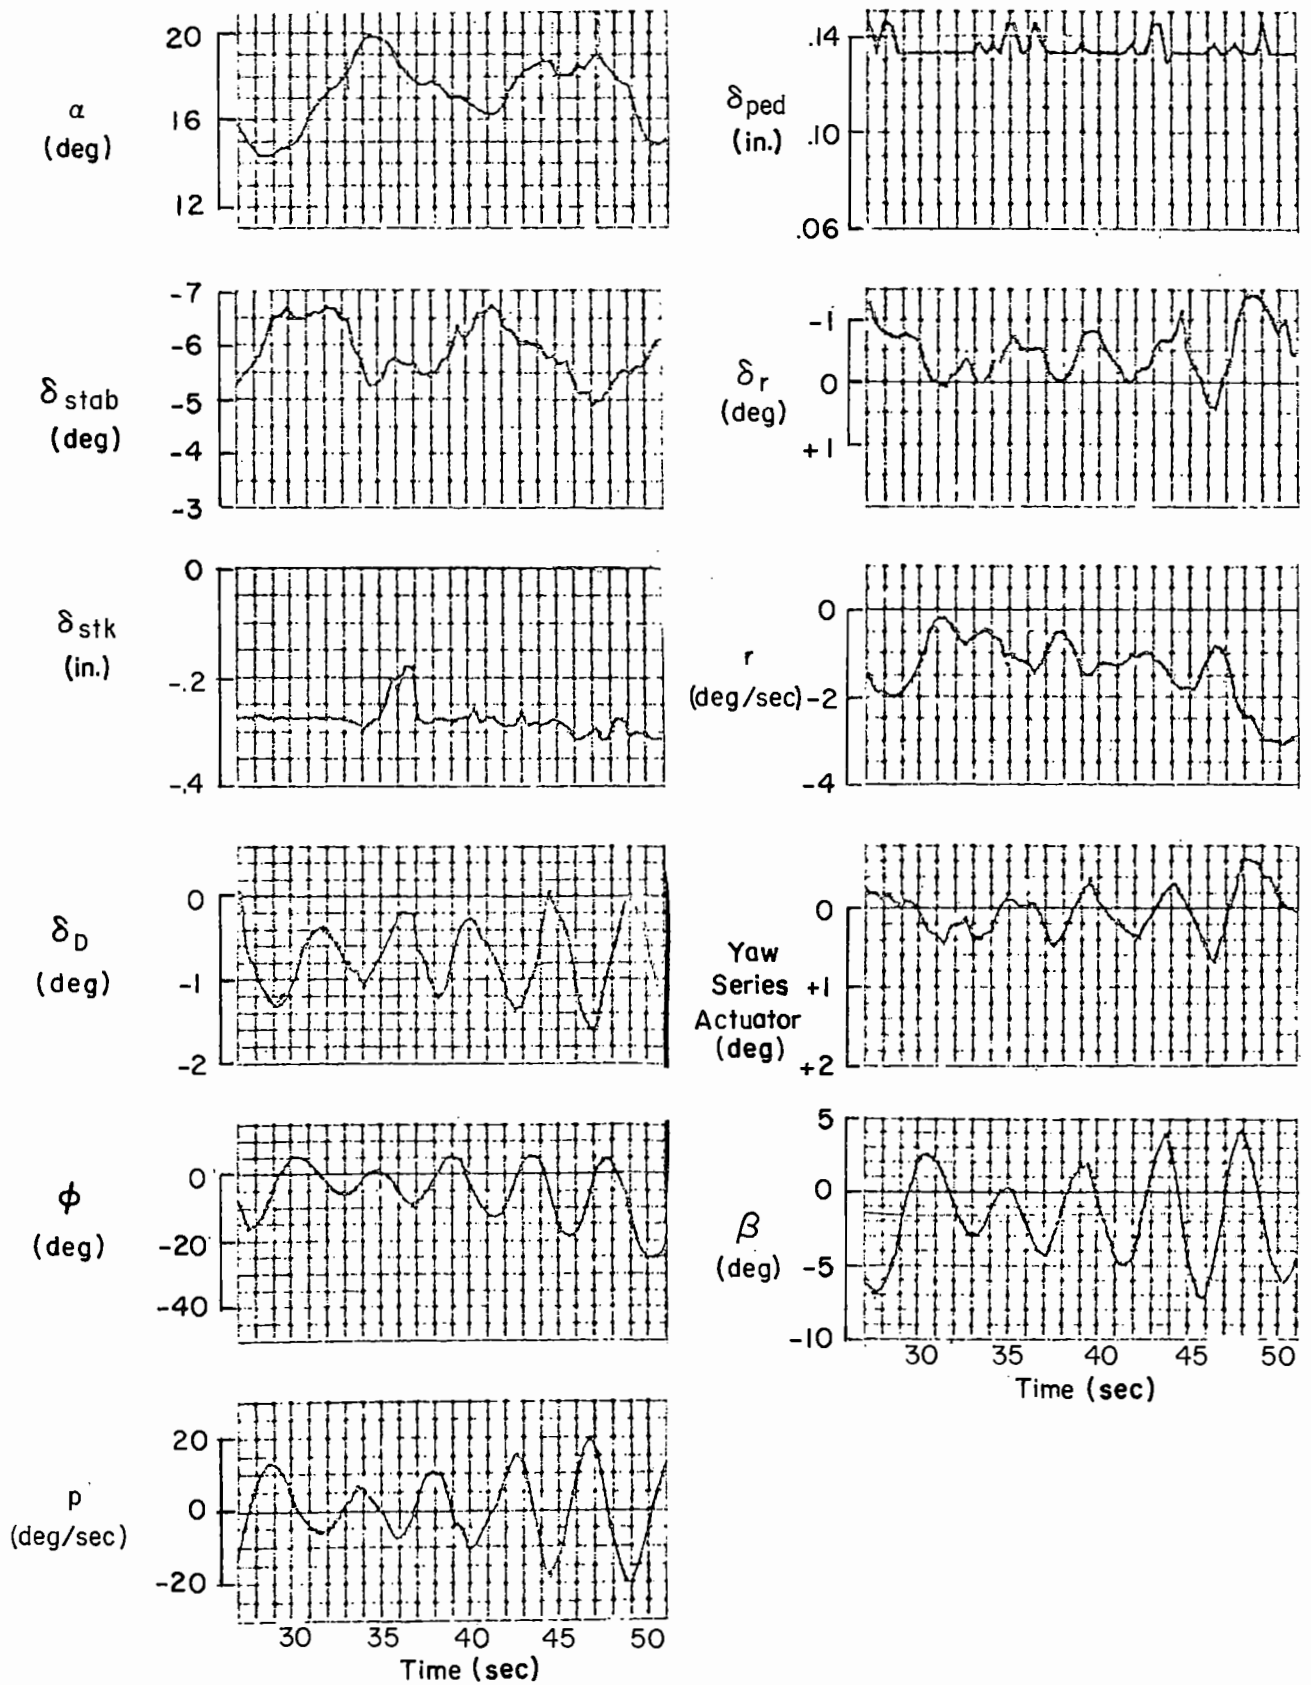 20
α
16
(deg)
12
-7
-6
δstab
-5
(deg)
-4
-3
0
δstk
(in.)
-.2
-.4
0
δD
(deg)
-1
-2
0
ϕ
(deg)
-20
-40
20
p
0
(deg/sec)
-20
30 35 40 45 50
Time (sec)
.14
δped
(in.)
.10
.06
-1
δr
0
(deg)
+1
0
r
(deg/sec)
-2
-4
0
Yaw
Series
+1
Actuator
(deg)
+2
5
0
β
(deg)
-5
-10
30 35 40 45 50
Time (sec)